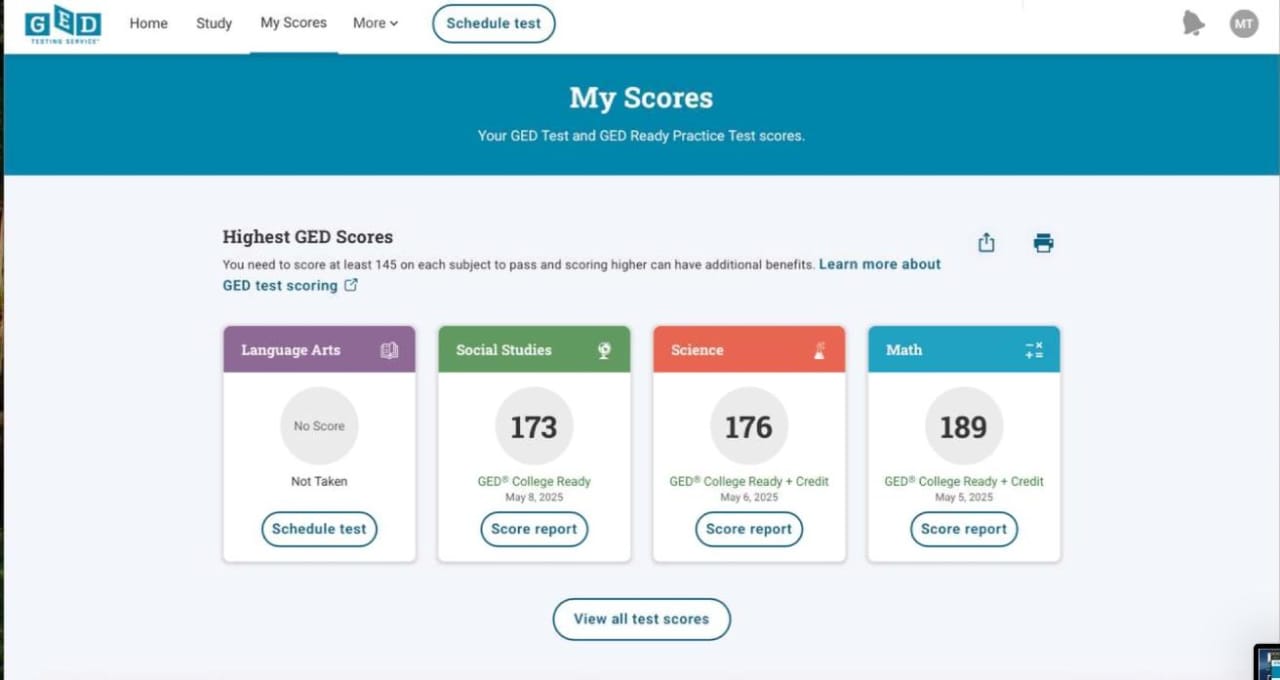 GED
TESTING SERVICE
Home Study My Scores More Schedule test MT
My Scores
Your GED Test and GED Ready Practice Test scores.
Highest GED Scores
You need to score at least 145 on each subject to pass and scoring higher can have additional benefits. Learn more about
GED test scoring
Language Arts Social Studies Science Math
No Score 173 176 189
Not Taken GED® College Ready GED® College Ready + Credit GED® College Ready + Credit
May 8, 2025 May 6, 2025 May 5, 2025
Schedule test Score report Score report Score report
View all test scores